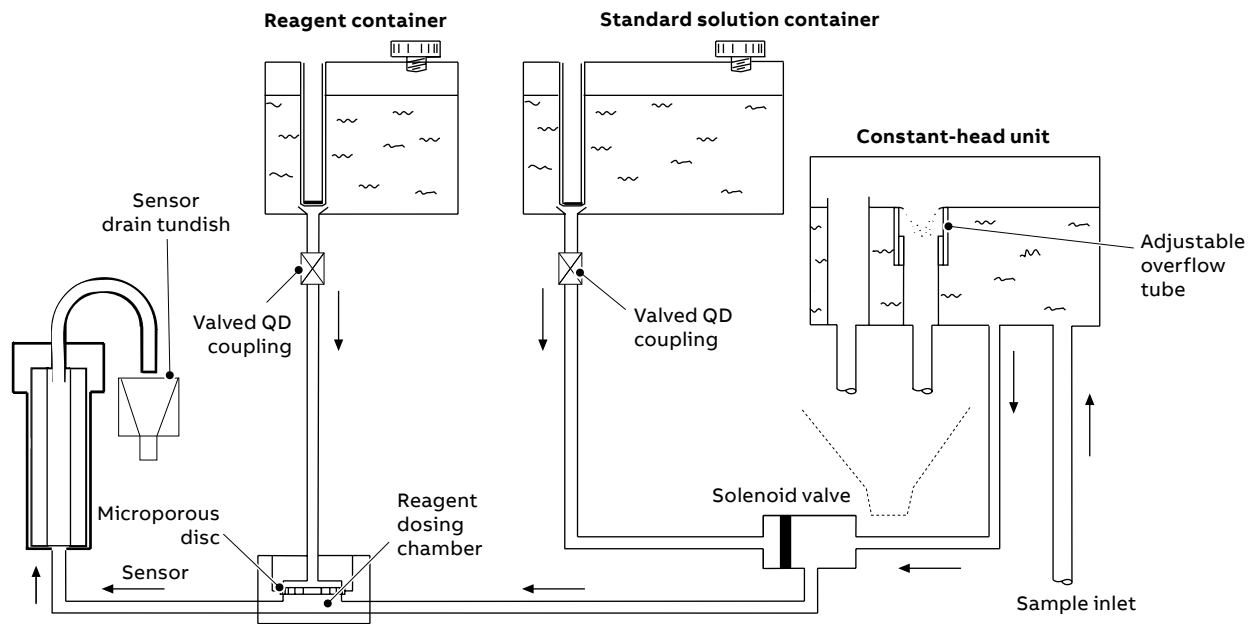 Reagent container
Standard solution container
Constant-head unit
Sensor
drain tundish
Adjustable
overflow
tube
Valved QD
coupling
Valved QD
coupling
Solenoid valve
Reagent
dosing
chamber
Microporous
disc
Sensor
Sample inlet